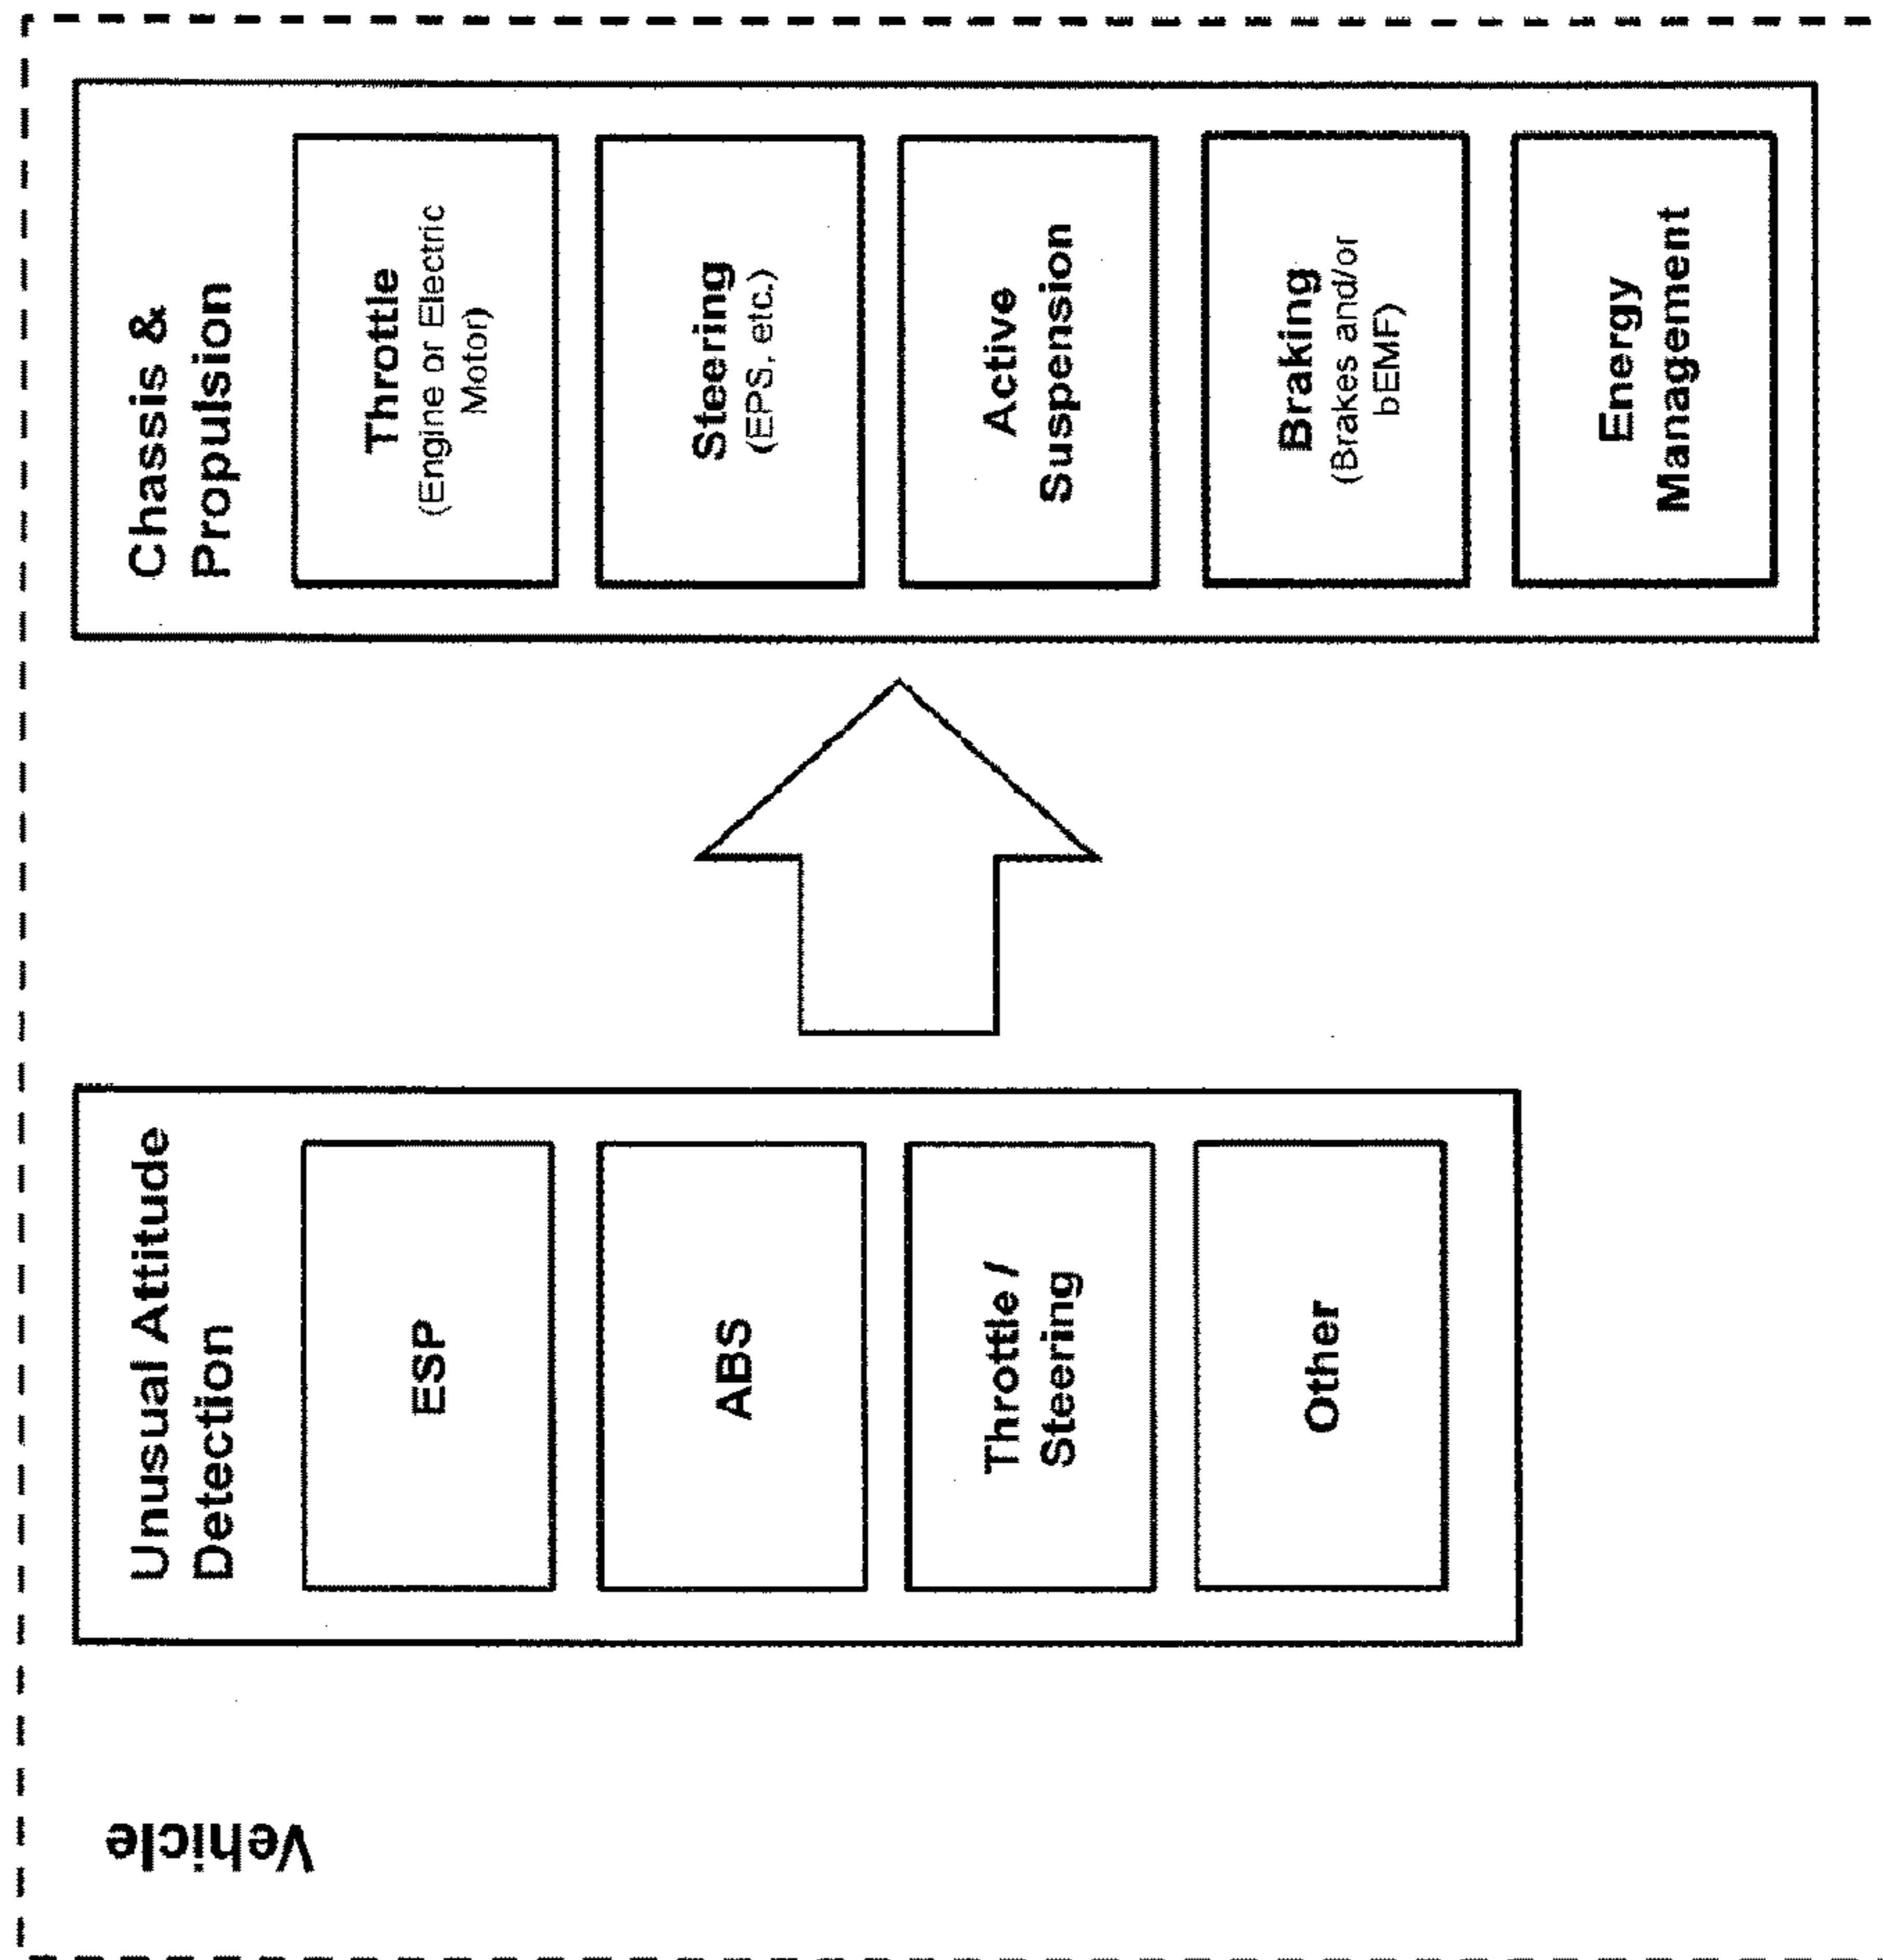 Vehicle
Unusual Attitude
Detection
ESP
ABS
Throttle /
Steering
Other
Chassis &
Propulsion
Throttle
(Engine or Electric
Motor)
Steering
(EPS, etc.)
Active
Suspension
Braking
(Brakes and/or
bEMF)
Energy
Management